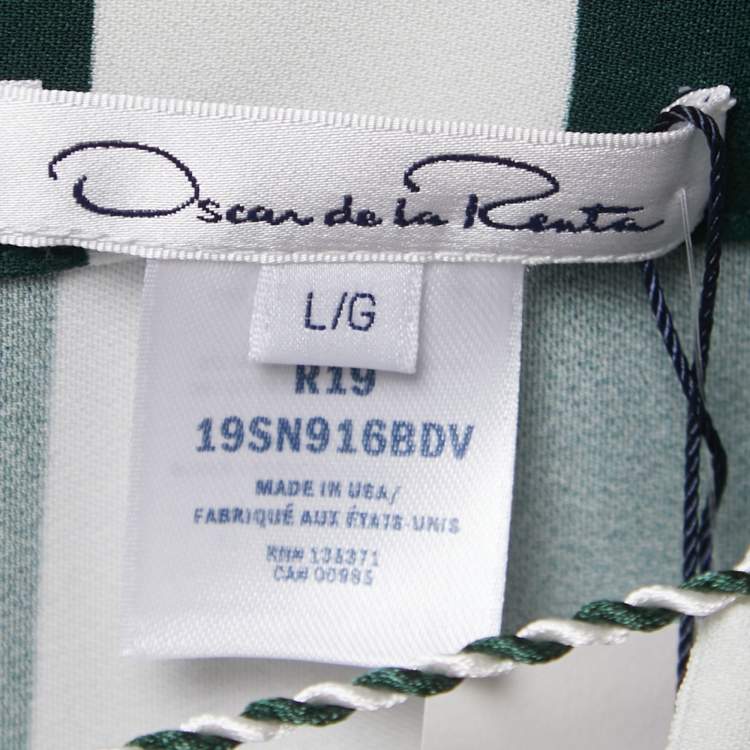 Oscar de la Renta
L/G
R19
19SN916BDV
MADE IN USA/
FABRIQUÉ AUX ÉTATS-UNIS
RN# 136371
CA# 00985